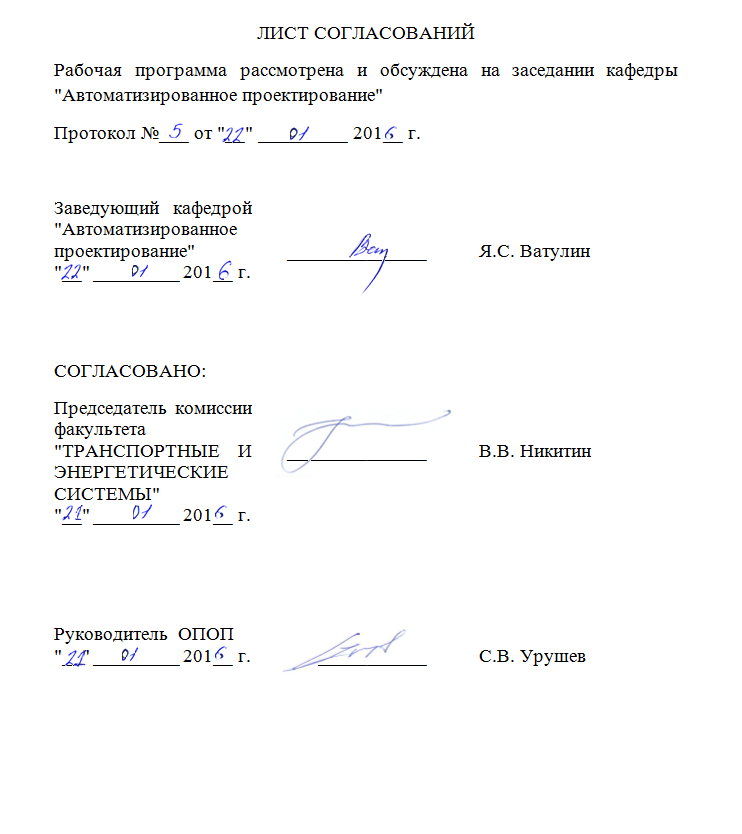 ЛИСТ СОГЛАСОВАНИЙ
Рабочая программа рассмотрена и обсуждена на заседании кафедры
"Автоматизированное проектирование"
Протокол № 5 от "22" 01 2016 г.
Заведующий кафедрой
"Автоматизированное
проектирование" Я.С. Ватулин
"22" 01 2016 г.
СОГЛАСОВАНО:
Председатель комиссии
факультета
"ТРАНСПОРТНЫЕ И В.В. Никитин
ЭНЕРГЕТИЧЕСКИЕ
СИСТЕМЫ"
"21" 01 2016 г.
Руководитель ОПОП
"21" 01 2016 г. С.В. Урушев